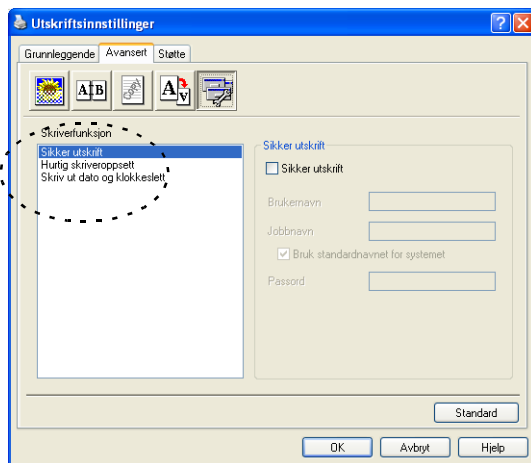 Utskriftsinnstillinger
Grunnleggende Avansert Støtte
Skriverfunksjon
Sikker utskrift
Hurtig skriveroppsett
Skriv ut dato og klokkeslett
Sikker utskrift
Sikker utskrift
Brukernavn
Jobbnavn
Bruk standardnavnet for systemet
Passord
Standard
OK Avbryt Hjelp